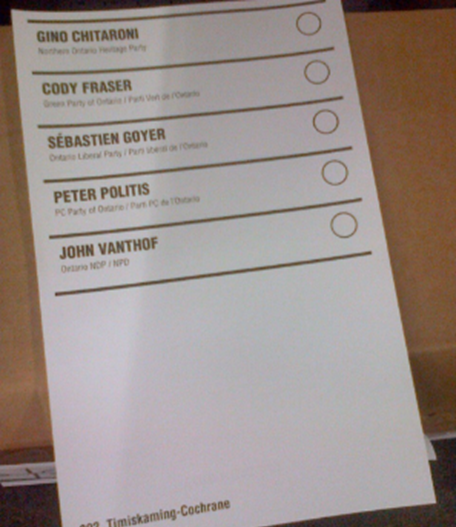 GINO CHITARONI
Northern Ontario Heritage Party
CODY FRASER
Green Party of Ontario / Parti Vert de l'Ontario
SÉBASTIEN GOYER
Ontario Liberal Party / Parti libéral de l'Ontario
PETER POLITIS
PC Party of Ontario / Parti PC de l'Ontario
JOHN VANTHOF
Ontario NDP / NPD
Timiskaming-Cochrane